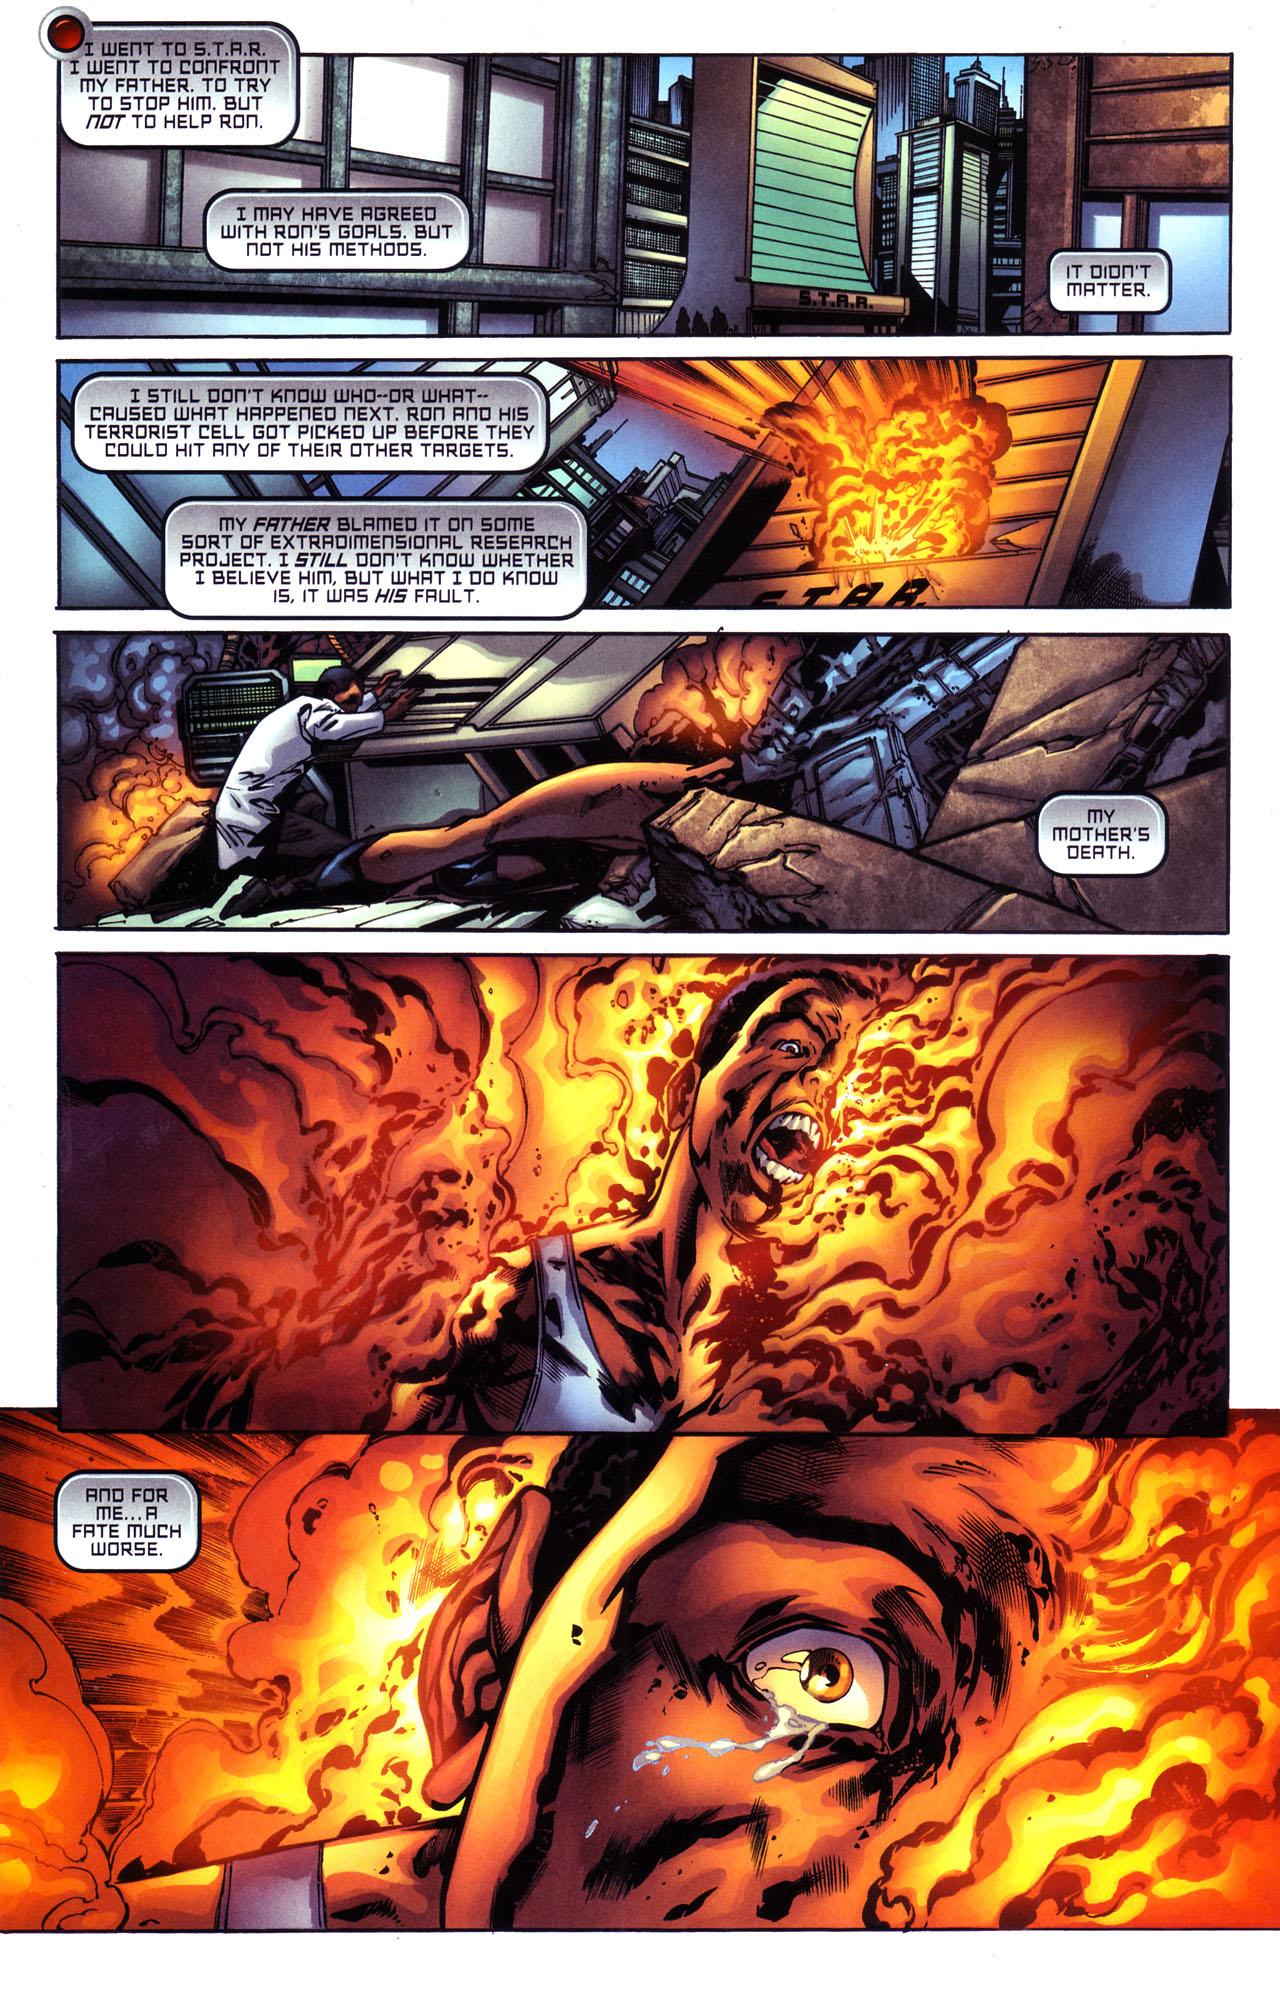 I WENT TO S.T.A.R.
I WENT TO CONFRONT
MY FATHER. TO TRY
TO STOP HIM. BUT
NOT TO HELP RON.
I MAY HAVE AGREED
WITH RON'S GOALS. BUT
NOT HIS METHODS.
S.T.A.R.
IT DIDN'T
MATTER.
I STILL DON'T KNOW WHO--OR WHAT--
CAUSED WHAT HAPPENED NEXT. RON AND HIS
TERRORIST CELL GOT PICKED UP BEFORE THEY
COULD HIT ANY OF THEIR OTHER TARGETS.
MY FATHER BLAMED IT ON SOME
SORT OF EXTRADIMENSIONAL RESEARCH
PROJECT. I STILL DON'T KNOW WHETHER
I BELIEVE HIM, BUT WHAT I DO KNOW
IS, IT WAS HIS FAULT.
S.T.A.R.
MY
MOTHER'S
DEATH.
AND FOR
ME...A
FATE MUCH
WORSE.